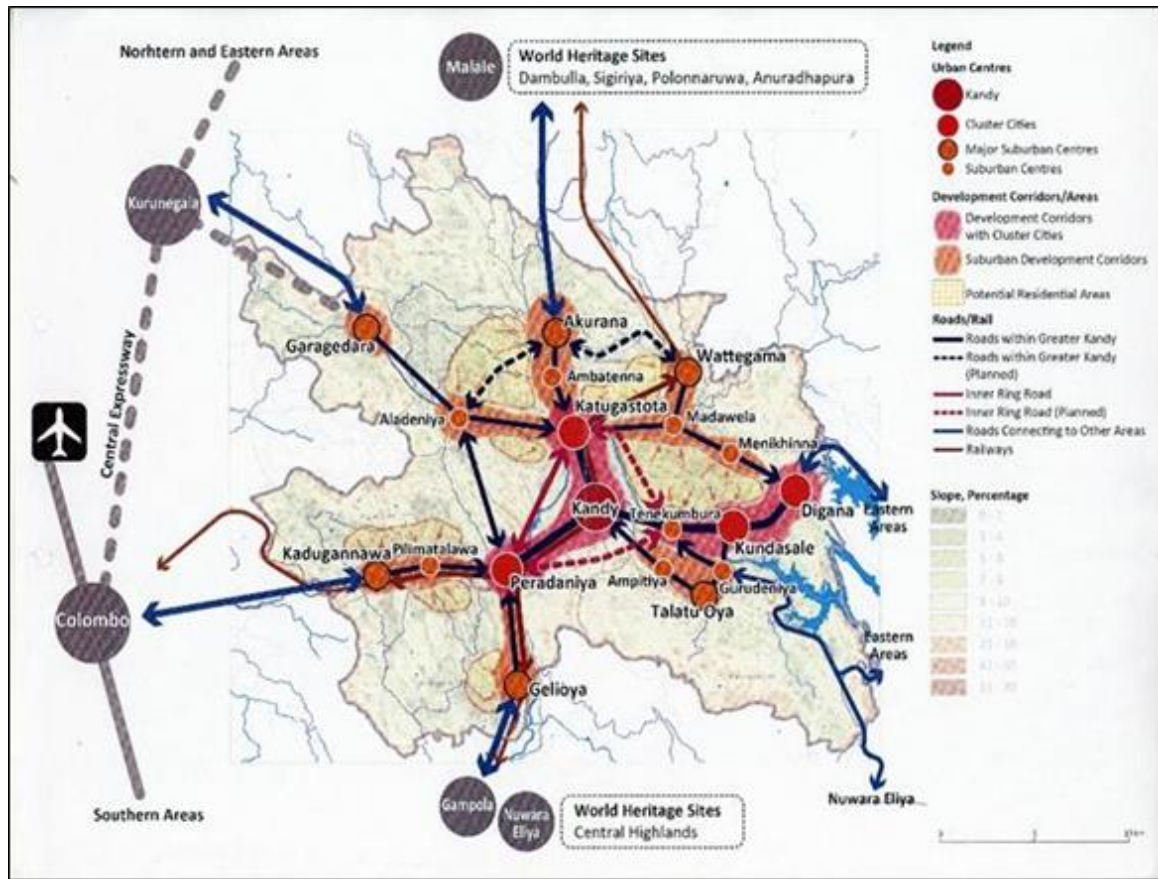 Norhtern and Eastern Areas
Malale
World Heritage Sites
Dambulla, Sigiriya, Polonnaruwa, Anuradhapura
Kurunegala
Central Expressway
Garagedara
Akurana
Ambatenna
Wattegama
Aladeniya
Katugastota
Madawela
Menikhinna
Kandy
Tenekumbura
Digana
Eastern
Areas
Kundasale
Kadugannawa
Pilimatalawa
Peradaniya
Ampitiya
Gurudeniya
Talatu Oya
Colombo
Eastern
Areas
Gelioya
Southern Areas
Gampola
Nuwara
Eliya
World Heritage Sites
Central Highlands
Nuwara Eliya
Legend
Urban Centres
Kandy
Cluster Cities
Major Suburban Centres
Suburban Centres
Development Corridors/Areas
Development Corridors
with Cluster Cities
Suburban Development Corridors
Potential Residential Areas
Roads/Rail
Roads within Greater Kandy
Roads within Greater Kandy
(Planned)
Inner Ring Road
Inner Ring Road (Planned)
Roads Connecting to Other Areas
Railways
Slope, Percentage